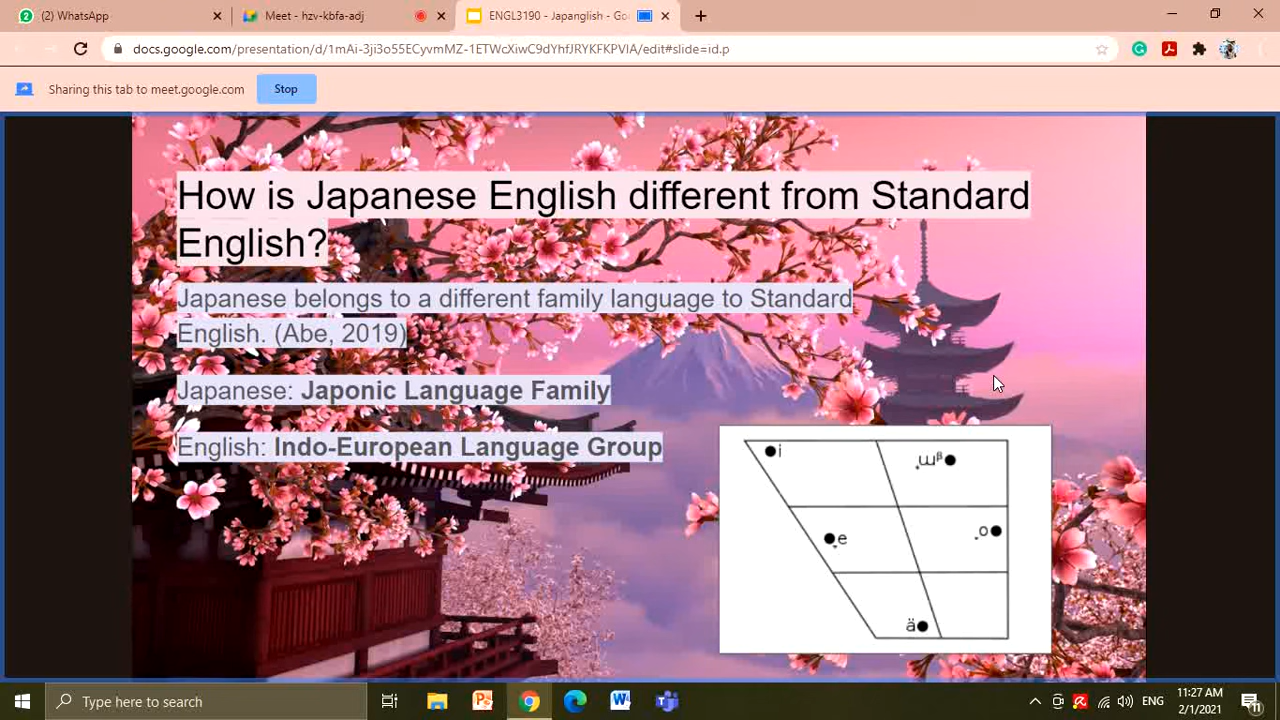 (2) WhatsApp
Meet - hzv-kbfa-adj
ENGL3190 - Japanglish - Go
docs.google.com/presentation/d/1mAi-3ji3o55ECyvmMZ-1ETWcXiwC9dYhfJRYKFKPVIA/edit#slide=id.p
Sharing this tab to meet.google.com
Stop
How is Japanese English different from Standard
English?
Japanese belongs to a different family language to Standard
English. (Abe, 2019)
Japanese: Japonic Language Family
English: Indo-European Language Group
i
ɯ̟ᵝ
e̞
o̟
ä
Type here to search
ENG
11:27 AM
2/1/2021
11